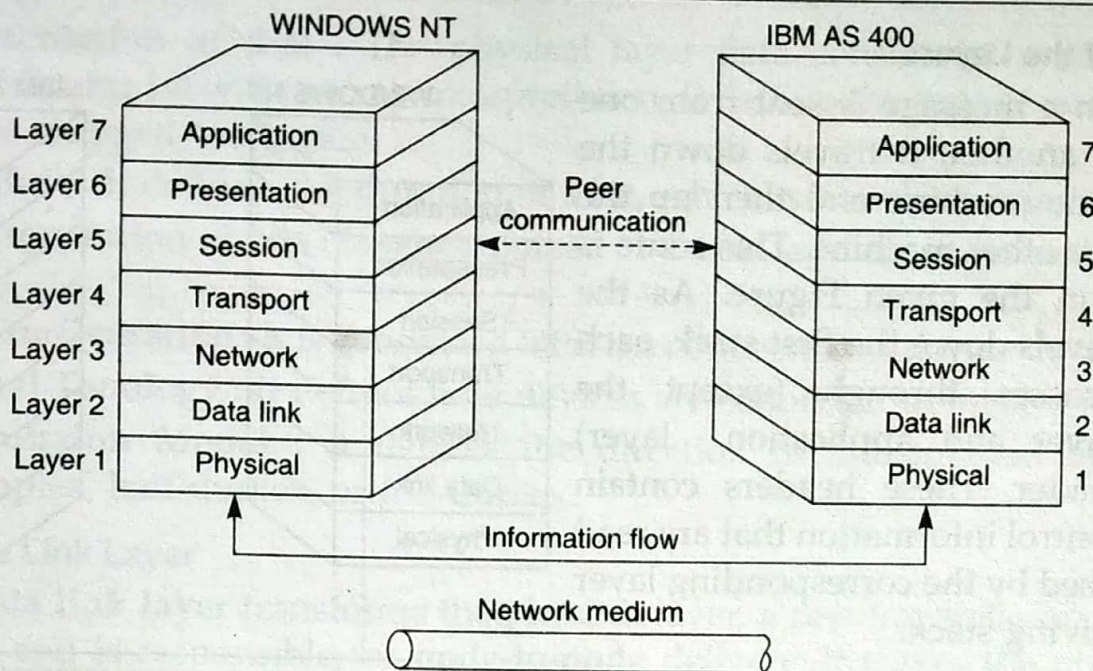 WINDOWS NT
IBM AS 400
Layer 7 Application
Layer 6 Presentation
Layer 5 Session
Layer 4 Transport
Layer 3 Network
Layer 2 Data link
Layer 1 Physical
Peer
communication
Application 7
Presentation 6
Session 5
Transport 4
Network 3
Data link 2
Physical 1
Information flow
Network medium